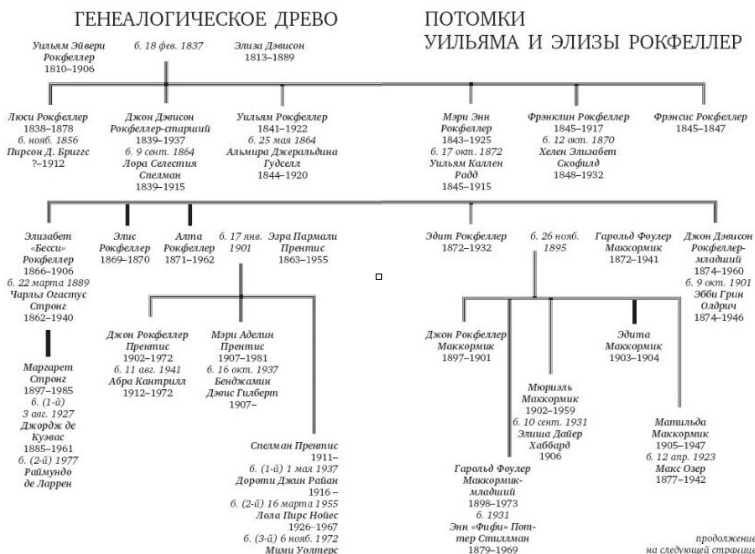 ГЕНЕАЛОГИЧЕСКОЕ ДРЕВО
ПОТОМКИ
УИЛЬЯМА И ЭЛИЗЫ РОКФЕЛЛЕР
Уильям Эйвери
Рокфеллер
1810–1906
б. 18 фев. 1837
Элиза Дэвисон
1813–1889
Люси Рокфеллер
1838–1878
б. нояб. 1856
Пирсон Д. Бриггс
?–1912
Джон Дэвисон
Рокфеллер-старший
1839–1937
б. 9 сент. 1864
Лора Селестия
Спелман
1839–1915
Уильям Рокфеллер
1841–1922
б. 25 мая 1864
Альмира Джеральдина
Гудселл
1844–1920
Мэри Энн
Рокфеллер
1843–1925
б. 17 окт. 1872
Уильям Каллен
Радд
1845–1915
Фрэнклин Рокфеллер
1845–1917
б. 12 окт. 1870
Хелен Элизабет
Скофилд
1848–1932
Фрэнсис Рокфеллер
1845–1847
Элизабет
«Бесси»
Рокфеллер
1866–1906
б. 22 марта 1889
Чарльз Огастус
Стронг
1862–1940
Элис
Рокфеллер
1869–1870
Алта
Рокфеллер
1871–1962
б. 17 янв.
1901
Эзра Пармали
Прентис
1863–1955
Эдит Рокфеллер
1872–1932
б. 26 нояб.
1895
Гарольд Фоулер
Маккормик
1872–1941
Джон Дэвисон
Рокфеллер-
младший
1874–1960
б. 9 окт. 1901
Эбби Грин
Олдрич
1874–1946
Маргарет
Стронг
1897–1985
б. (1-й)
3 авг. 1927
Джордж де
Куэвас
1885–1961
б. (2-й) 1977
Раймундо
де Ларрен
Джон Рокфеллер
Прентис
1902–1972
б. 11 авг. 1941
Абра Кантрилл
1912–1972
Мэри Аделин
Прентис
1907–1981
б. 16 окт. 1937
Бенджамин
Дэвис Гилберт
1907–
Спелман Прентис
1911–
б. (1-й) 1 мая 1937
Дороти Джин Райан
1916 –
б. (2-й) 16 марта 1955
Лола Пирс Нойес
1926–1967
б. (3-й) 6 нояб. 1972
Мими Уолтерс
Джон Рокфеллер
Маккормик
1897–1901
Гарольд Фоулер
Маккормик-
младший
1898–1973
б. 1931
Энн «Фифи» Пот-
тер Стиллман
1879–1969
Мюриэль
Маккормик
1902–1959
б. 10 сент. 1931
Элиша Дайер
Хаббард
1906
Эдита
Маккормик
1903–1904
Матильда
Маккормик
1905–1947
б. 12 апр. 1923
Макс Озер
1877–1942
продолжение
на следующей странице